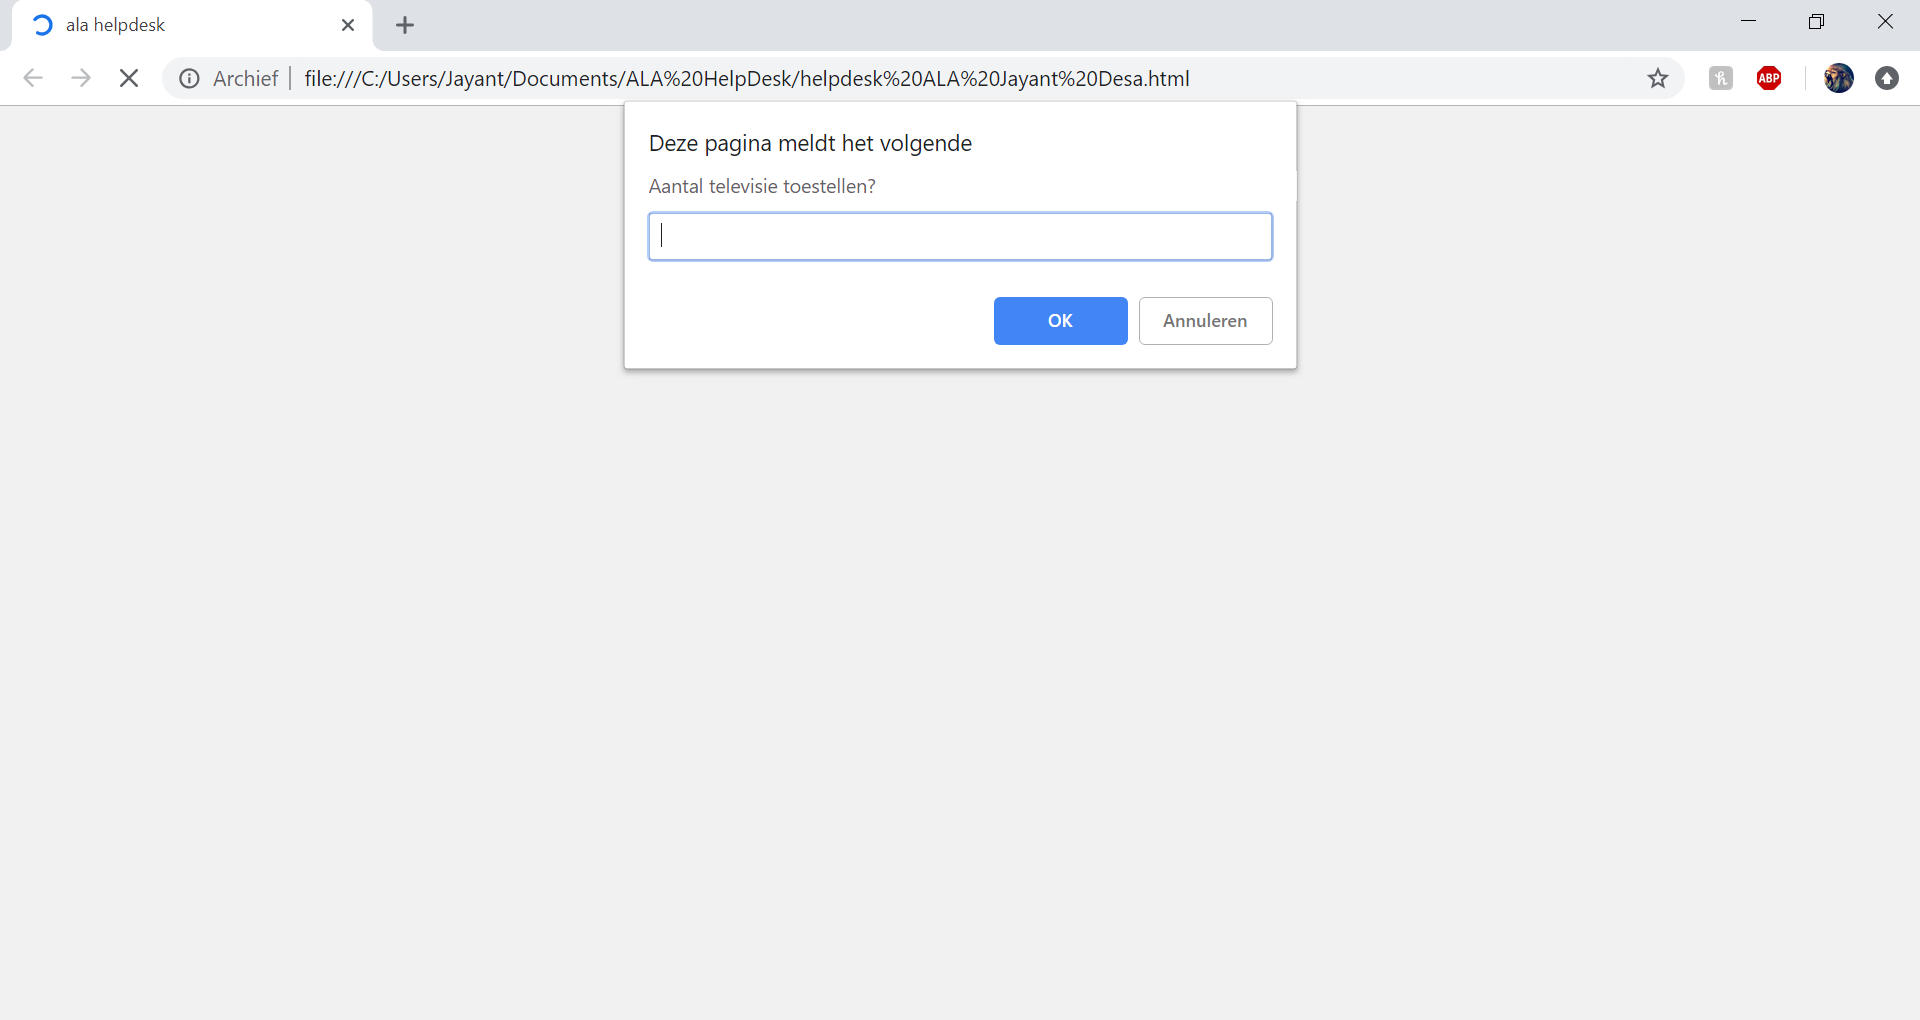 ala helpdesk
Archief file:///C:/Users/Jayant/Documents/ALA%20HelpDesk/helpdesk%20ALA%20Jayant%20Desa.html
ABP
Deze pagina meldt het volgende
Aantal televisie toestellen?
OK Annuleren